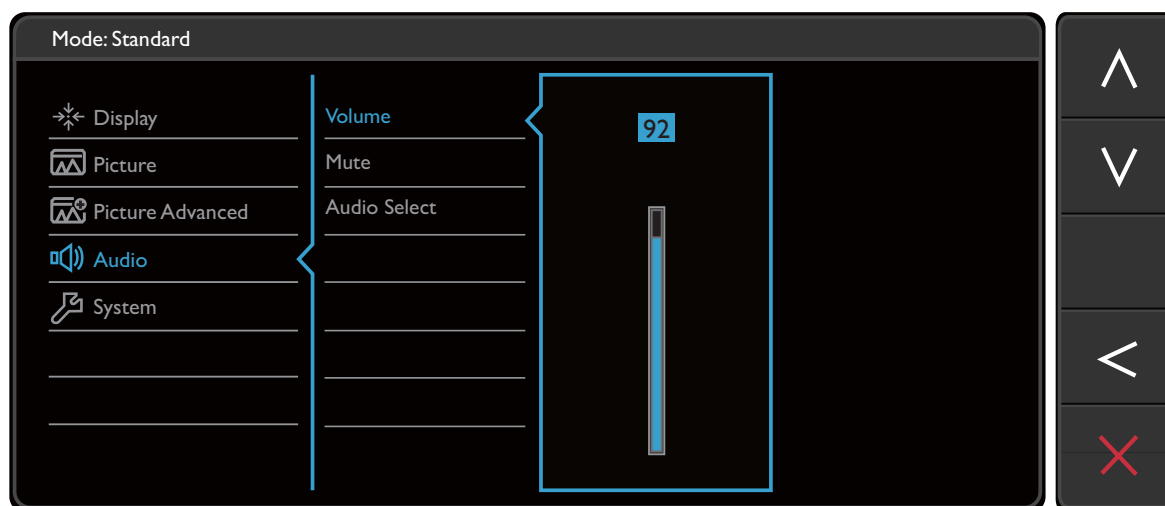 Mode: Standard
Display
Picture
Picture Advanced
Audio
System
Volume
Mute
Audio Select
92